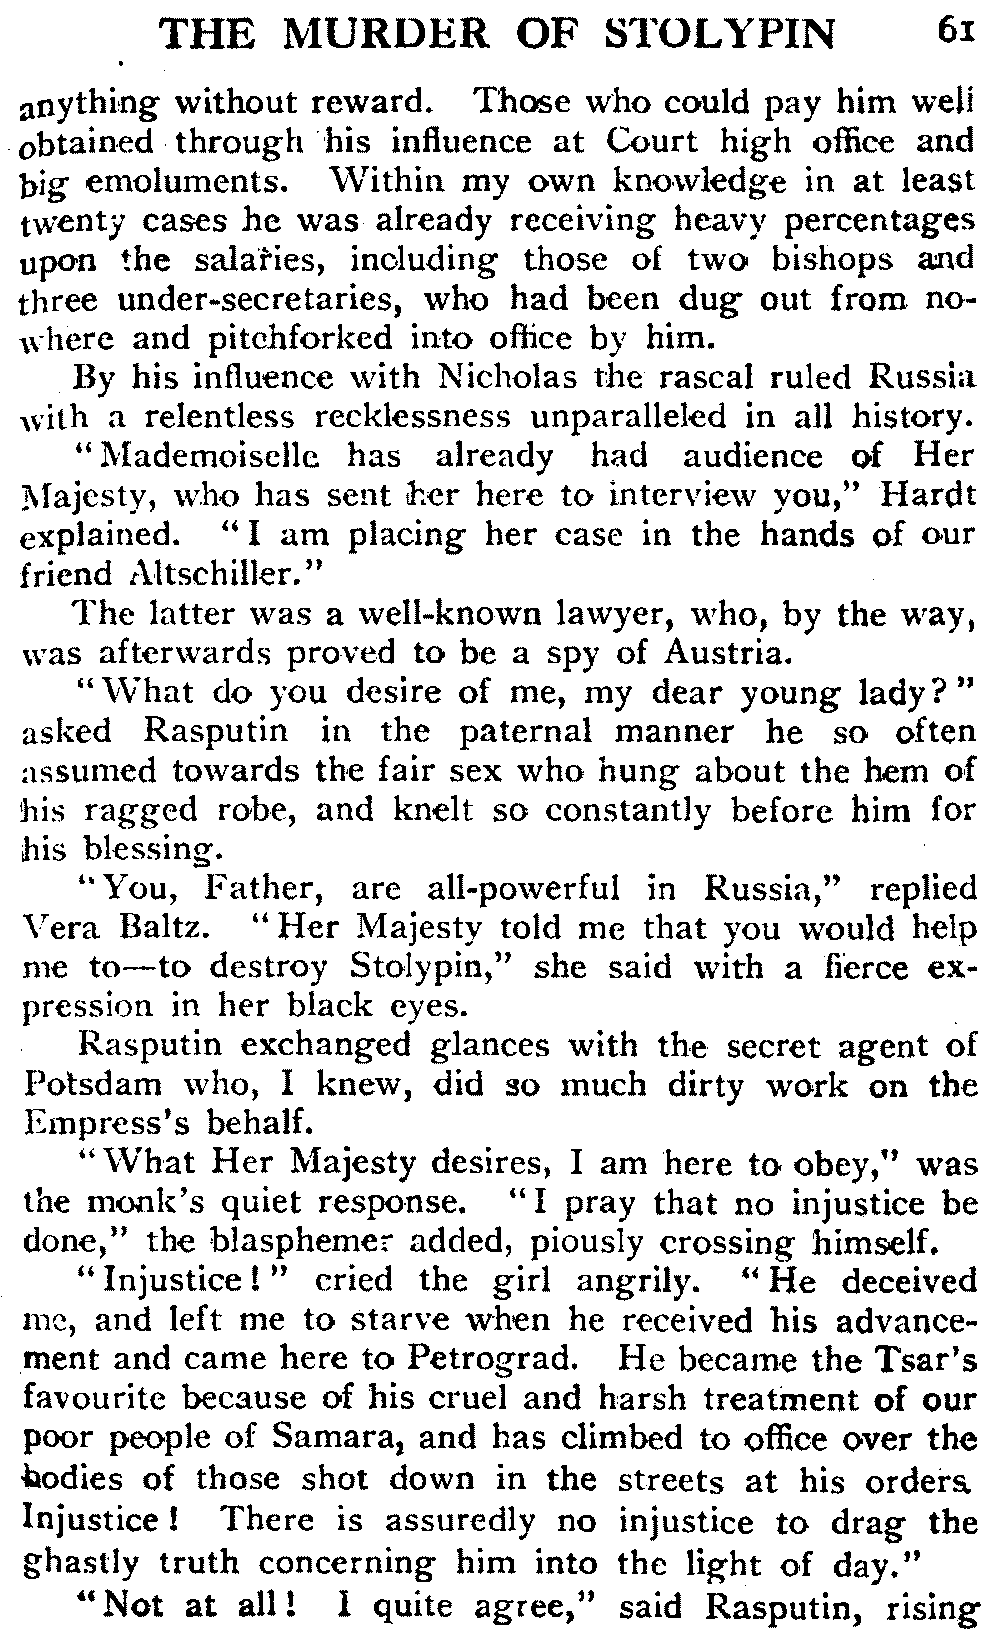 THE MURDER OF STOLYPIN 61
anything without reward. Those who could pay him well
obtained through his influence at Court high office and
big emoluments. Within my own knowledge in at least
twenty cases he was already receiving heavy percentages
upon the salaries, including those of two bishops and
three under-secretaries, who had been dug out from no-
where and pitchforked into office by him.
By his influence with Nicholas the rascal ruled Russia
with a relentless recklessness unparalleled in all history.
“Mademoiselle has already had audience of Her
Majesty, who has sent her here to interview you,” Hardt
explained. “I am placing her case in the hands of our
friend Altschiller.”
The latter was a well-known lawyer, who, by the way,
was afterwards proved to be a spy of Austria.
“What do you desire of me, my dear young lady?”
asked Rasputin in the paternal manner he so often
assumed towards the fair sex who hung about the hem of
his ragged robe, and knelt so constantly before him for
his blessing.
“You, Father, are all-powerful in Russia,” replied
Vera Baltz. “Her Majesty told me that you would help
me to—to destroy Stolypin,” she said with a fierce ex-
pression in her black eyes.
Rasputin exchanged glances with the secret agent of
Potsdam who, I knew, did so much dirty work on the
Empress's behalf.
“What Her Majesty desires, I am here to obey,” was
the monk's quiet response. “I pray that no injustice be
done,” the blasphemer added, piously crossing himself.
“Injustice!” cried the girl angrily. “He deceived
me, and left me to starve when he received his advance-
ment and came here to Petrograd. He became the Tsar's
favourite because of his cruel and harsh treatment of our
poor people of Samara, and has climbed to office over the
bodies of those shot down in the streets at his orders.
Injustice! There is assuredly no injustice to drag the
ghastly truth concerning him into the light of day.”
“Not at all! I quite agree,” said Rasputin, rising